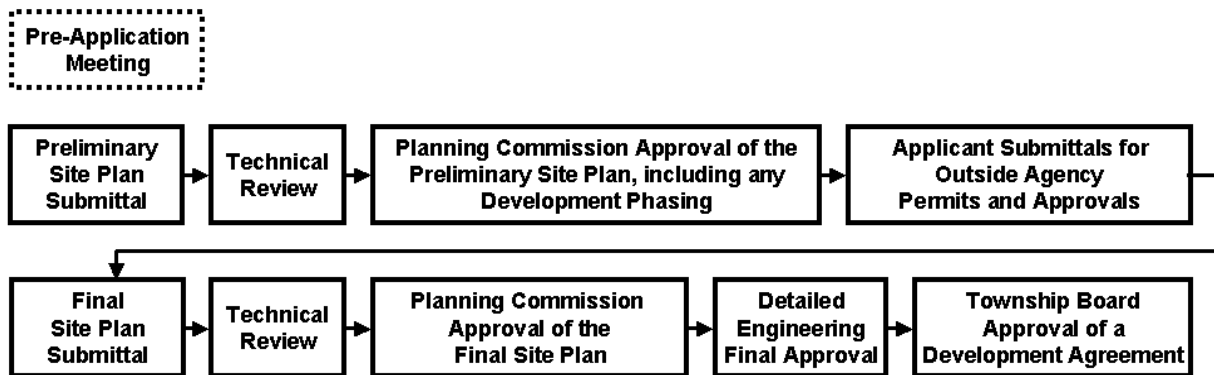 Pre-Application
Meeting
Preliminary
Site Plan
Submittal
Technical
Review
Planning Commission Approval of the
Preliminary Site Plan, including any
Development Phasing
Applicant Submittals for
Outside Agency
Permits and Approvals
Final
Site Plan
Submittal
Technical
Review
Planning Commission
Approval of the
Final Site Plan
Detailed
Engineering
Final Approval
Township Board
Approval of a
Development Agreement